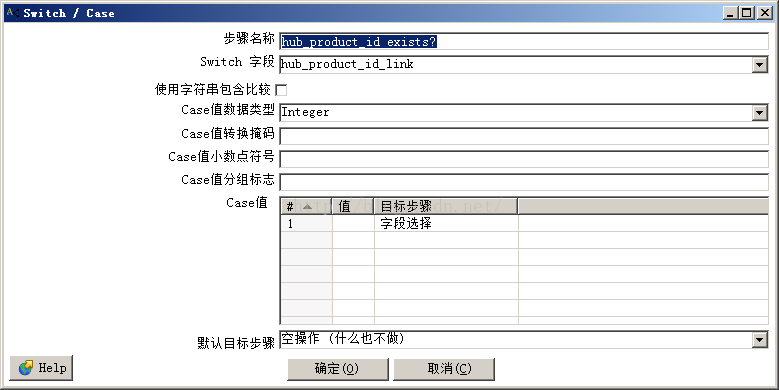 Switch / Case
步骤名称 hub_product_id exists?
Switch 字段 hub_product_id_link
使用字符串包含比较
Case值数据类型 Integer
Case值转换掩码
Case值小数点符号
Case值分组标志
Case值 # 值 目标步骤
1 字段选择
默认目标步骤 空操作 (什么也不做)
Help 确定(O) 取消(C)